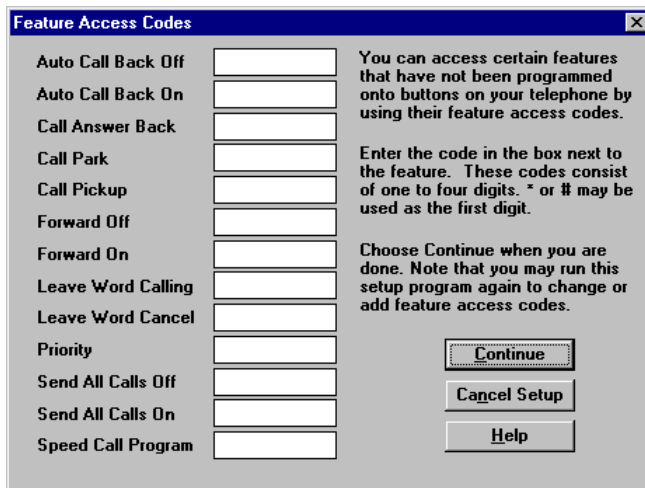 Feature Access Codes
Auto Call Back Off
Auto Call Back On
Call Answer Back
Call Park
Call Pickup
Forward Off
Forward On
Leave Word Calling
Leave Word Cancel
Priority
Send All Calls Off
Send All Calls On
Speed Call Program
You can access certain features
that have not been programmed
onto buttons on your telephone by
using their feature access codes.
Enter the code in the box next to
the feature. These codes consist
of one to four digits. * or # may be
used as the first digit.
Choose Continue when you are
done. Note that you may run this
setup program again to change or
add feature access codes.
Continue
Cancel Setup
Help